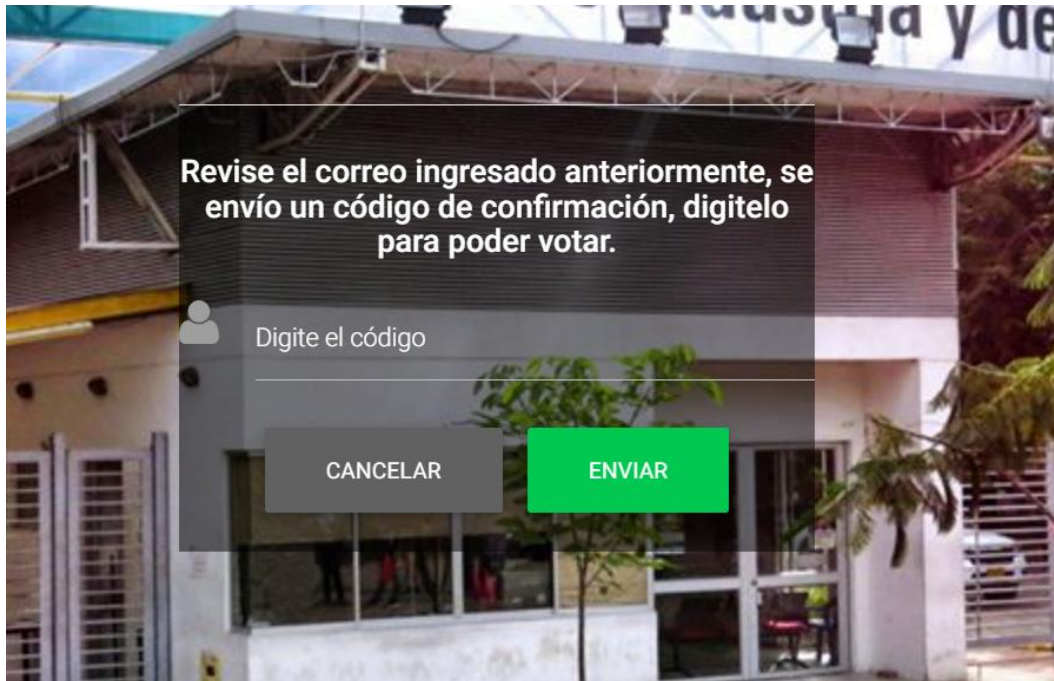 y de
Revise el correo ingresado anteriormente, se
envío un código de confirmación, digitelo
para poder votar.
Digite el código
CANCELAR
ENVIAR